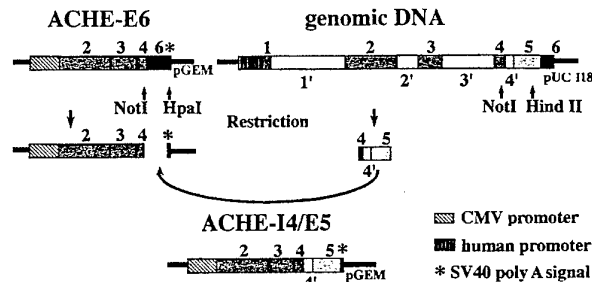 ACHE-E6 genomic DNA
2 3 4 6* 1 2 3 4 5 6
pGEM 1' 2' 3' 4' pUC I18
NotI HpaI Restriction NotI Hind II
2 3 4 * 4 5
4'
ACHE-I4/E5
2 3 4 5*
4' pGEM
CMV promoter
human promoter
* SV40 poly A signal